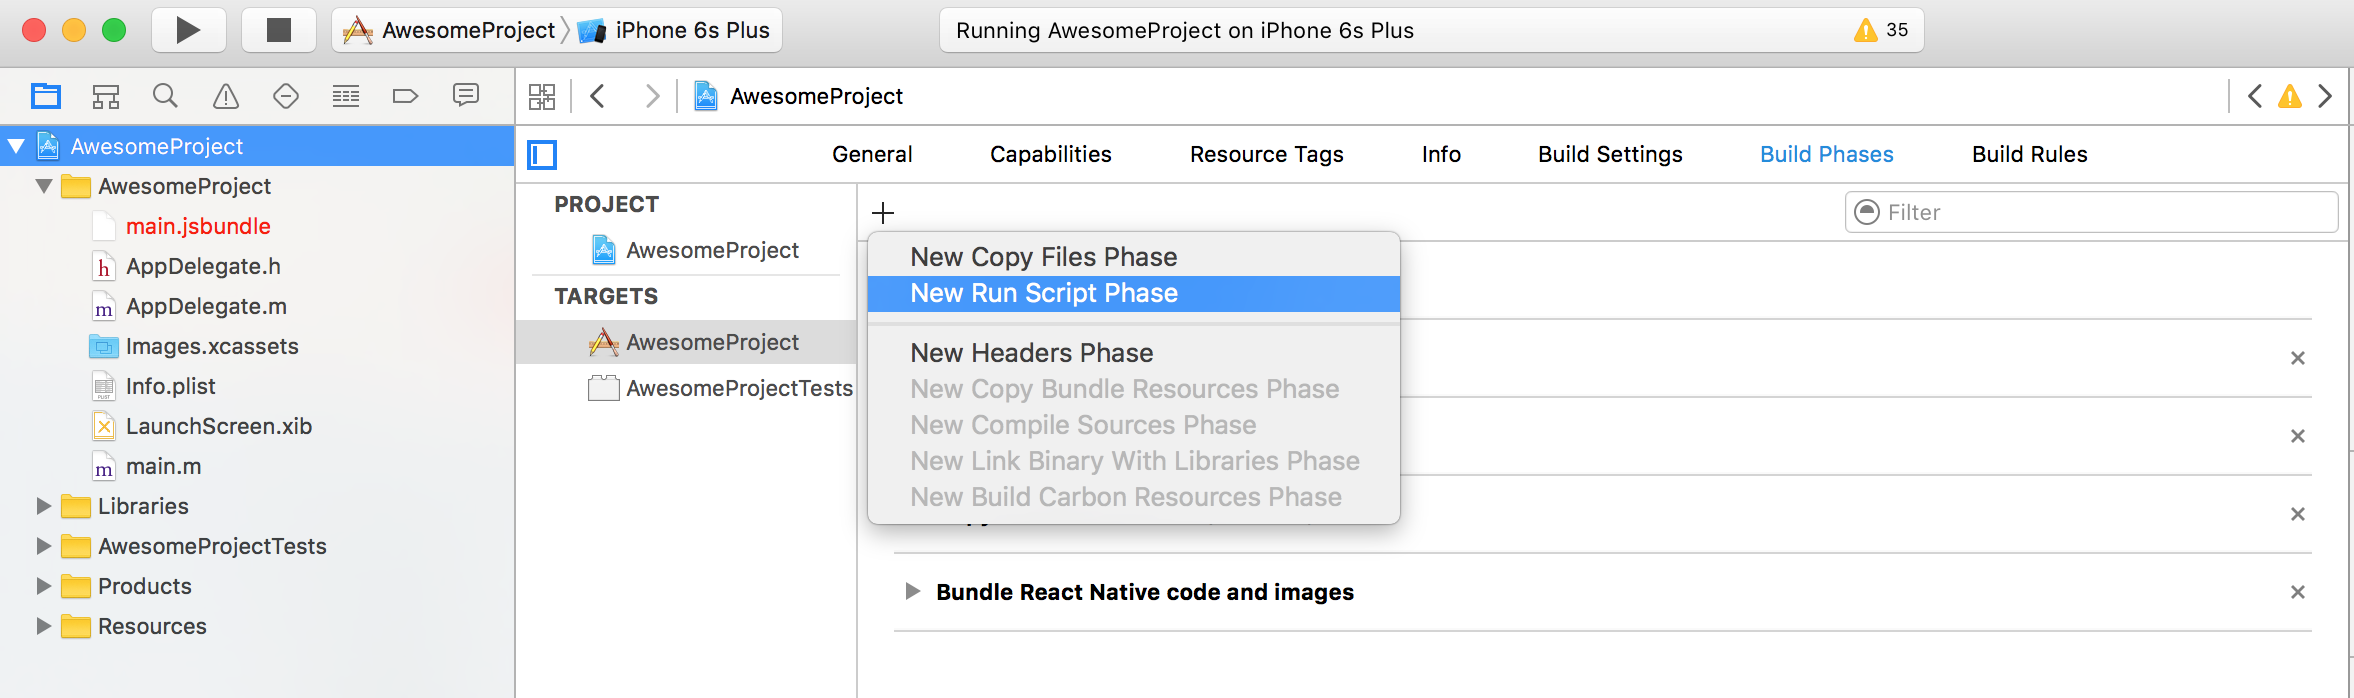 AwesomeProject
iPhone 6s Plus
Running AwesomeProject on iPhone 6s Plus
35
AwesomeProject
General
Capabilities
Resource Tags
Info
Build Settings
Build Phases
Build Rules
AwesomeProject
AwesomeProject
main.jsbundle
h AppDelegate.h
m AppDelegate.m
Images.xcassets
PLIST Info.plist
LaunchScreen.xib
m main.m
Libraries
AwesomeProjectTests
Products
Resources
PROJECT
AwesomeProject
TARGETS
AwesomeProject
AwesomeProjectTests
Filter
New Copy Files Phase
New Run Script Phase
New Headers Phase
New Copy Bundle Resources Phase
New Compile Sources Phase
New Link Binary With Libraries Phase
New Build Carbon Resources Phase
Bundle React Native code and images